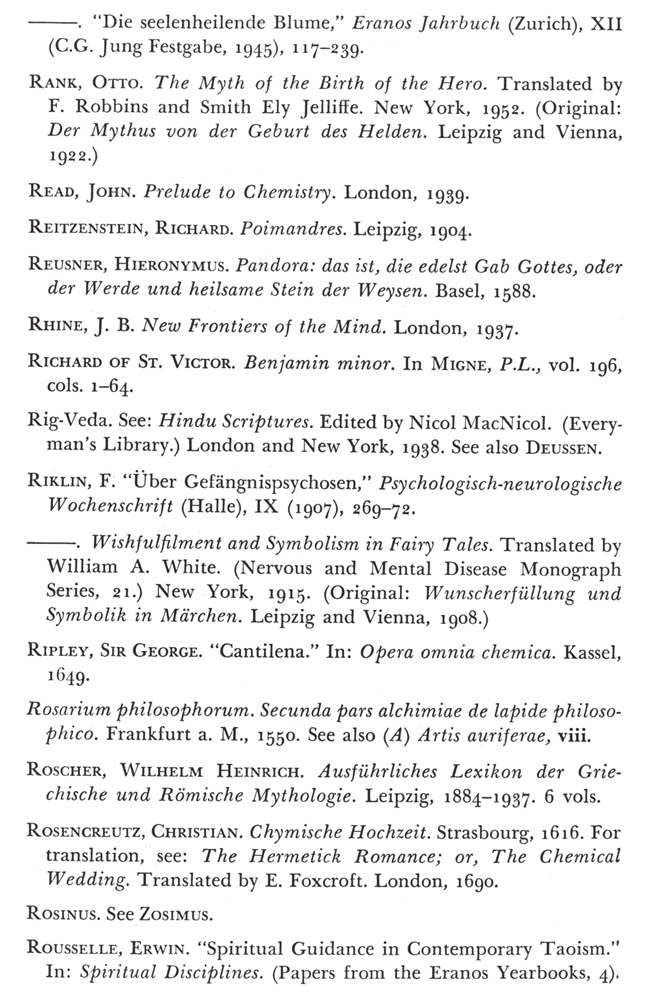 ———. “Die seelenheilende Blume,” Eranos Jahrbuch (Zurich), XII
(C.G. Jung Festgabe, 1945), 117–239.
RANK, OTTO. The Myth of the Birth of the Hero. Translated by
F. Robbins and Smith Ely Jelliffe. New York, 1952. (Original:
Der Mythus von der Geburt des Helden. Leipzig and Vienna,
1922.)
READ, JOHN. Prelude to Chemistry. London, 1939.
REITZENSTEIN, RICHARD. Poimandres. Leipzig, 1904.
REUSNER, HIERONYMUS. Pandora: das ist, die edelst Gab Gottes, oder
der Werde und heilsame Stein der Weysen. Basel, 1588.
RHINE, J. B. New Frontiers of the Mind. London, 1937.
RICHARD OF ST. VICTOR. Benjamin minor. In MIGNE, P.L., vol. 196,
cols. 1–64.
Rig-Veda. See: Hindu Scriptures. Edited by Nicol MacNicol. (Every-
man’s Library.) London and New York, 1938. See also DEUSSEN.
RIKLIN, F. “Über Gefängnispsychosen,” Psychologisch-neurologische
Wochenschrift (Halle), IX (1907), 269–72.
———. Wishfulfilment and Symbolism in Fairy Tales. Translated by
William A. White. (Nervous and Mental Disease Monograph
Series, 21.) New York, 1915. (Original: Wunscherfüllung und
Symbolik in Märchen. Leipzig and Vienna, 1908.)
RIPLEY, SIR GEORGE. “Cantilena.” In: Opera omnia chemica. Kassel,
1649.
Rosarium philosophorum. Secunda pars alchimiae de lapide philoso-
phico. Frankfurt a. M., 1550. See also (A) Artis auriferae, viii.
ROSCHER, WILHELM HEINRICH. Ausführliches Lexikon der Grie-
chische und Römische Mythologie. Leipzig, 1884–1937. 6 vols.
ROSENCREUTZ, CHRISTIAN. Chymische Hochzeit. Strasbourg, 1616. For
translation, see: The Hermetick Romance; or, The Chemical
Wedding. Translated by E. Foxcroft. London, 1690.
ROSINUS. See ZOSIMUS.
ROUSSELLE, ERWIN. “Spiritual Guidance in Contemporary Taoism.”
In: Spiritual Disciplines. (Papers from the Eranos Yearbooks, 4).